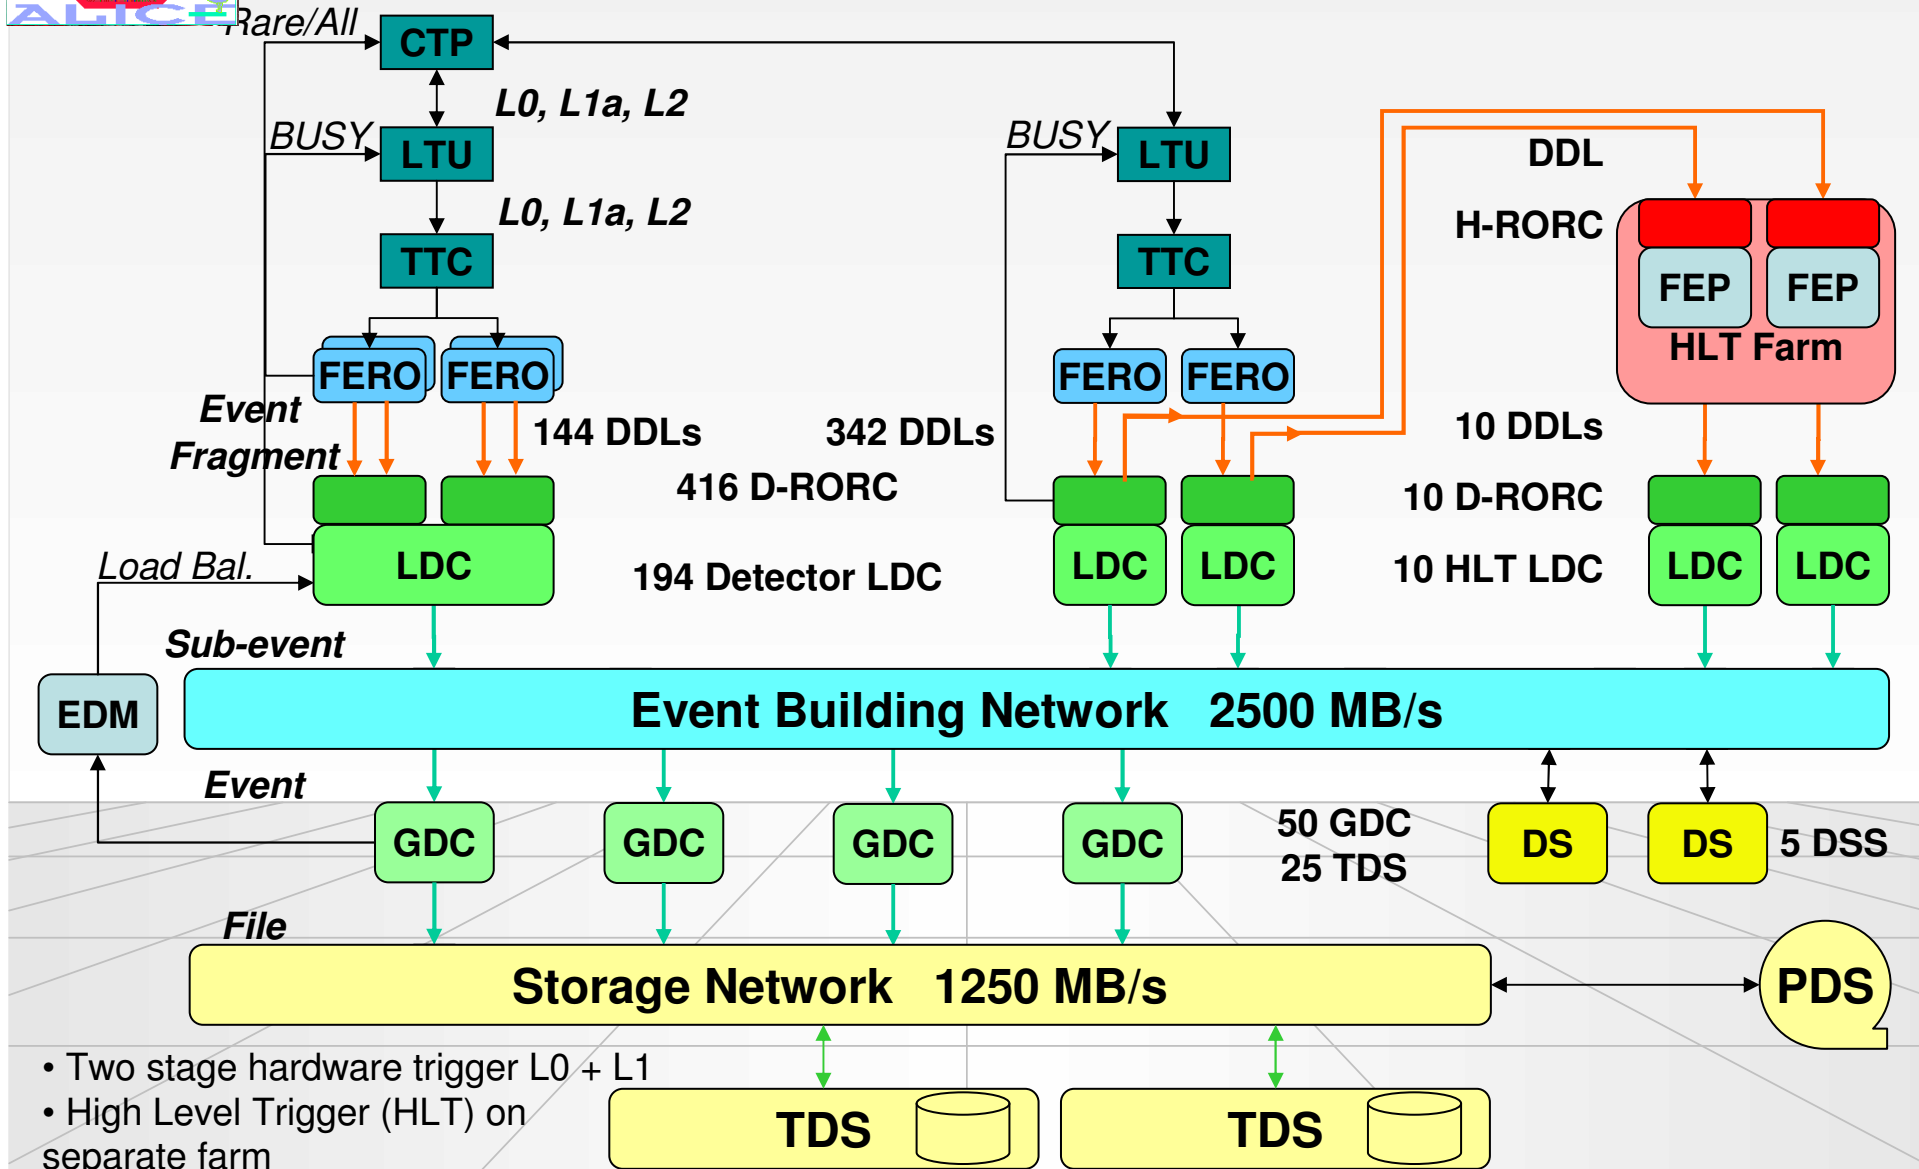 ALICE
Rare/All
CTP
L0, L1a, L2
BUSY
LTU
BUSY
LTU
DDL
L0, L1a, L2
H-RORC
TTC
TTC
FEP
FEP
HLT Farm
FERO
FERO
FERO
FERO
Event
Fragment
144 DDLs
342 DDLs
10 DDLs
416 D-RORC
10 D-RORC
Load Bal.
LDC
194 Detector LDC
LDC
LDC
10 HLT LDC
LDC
LDC
Sub-event
EDM
Event Building Network 2500 MB/s
Event
GDC
GDC
GDC
GDC
50 GDC
25 TDS
DS
DS
5 DSS
File
Storage Network 1250 MB/s
PDS
• Two stage hardware trigger L0 + L1
• High Level Trigger (HLT) on
separate farm
TDS
TDS